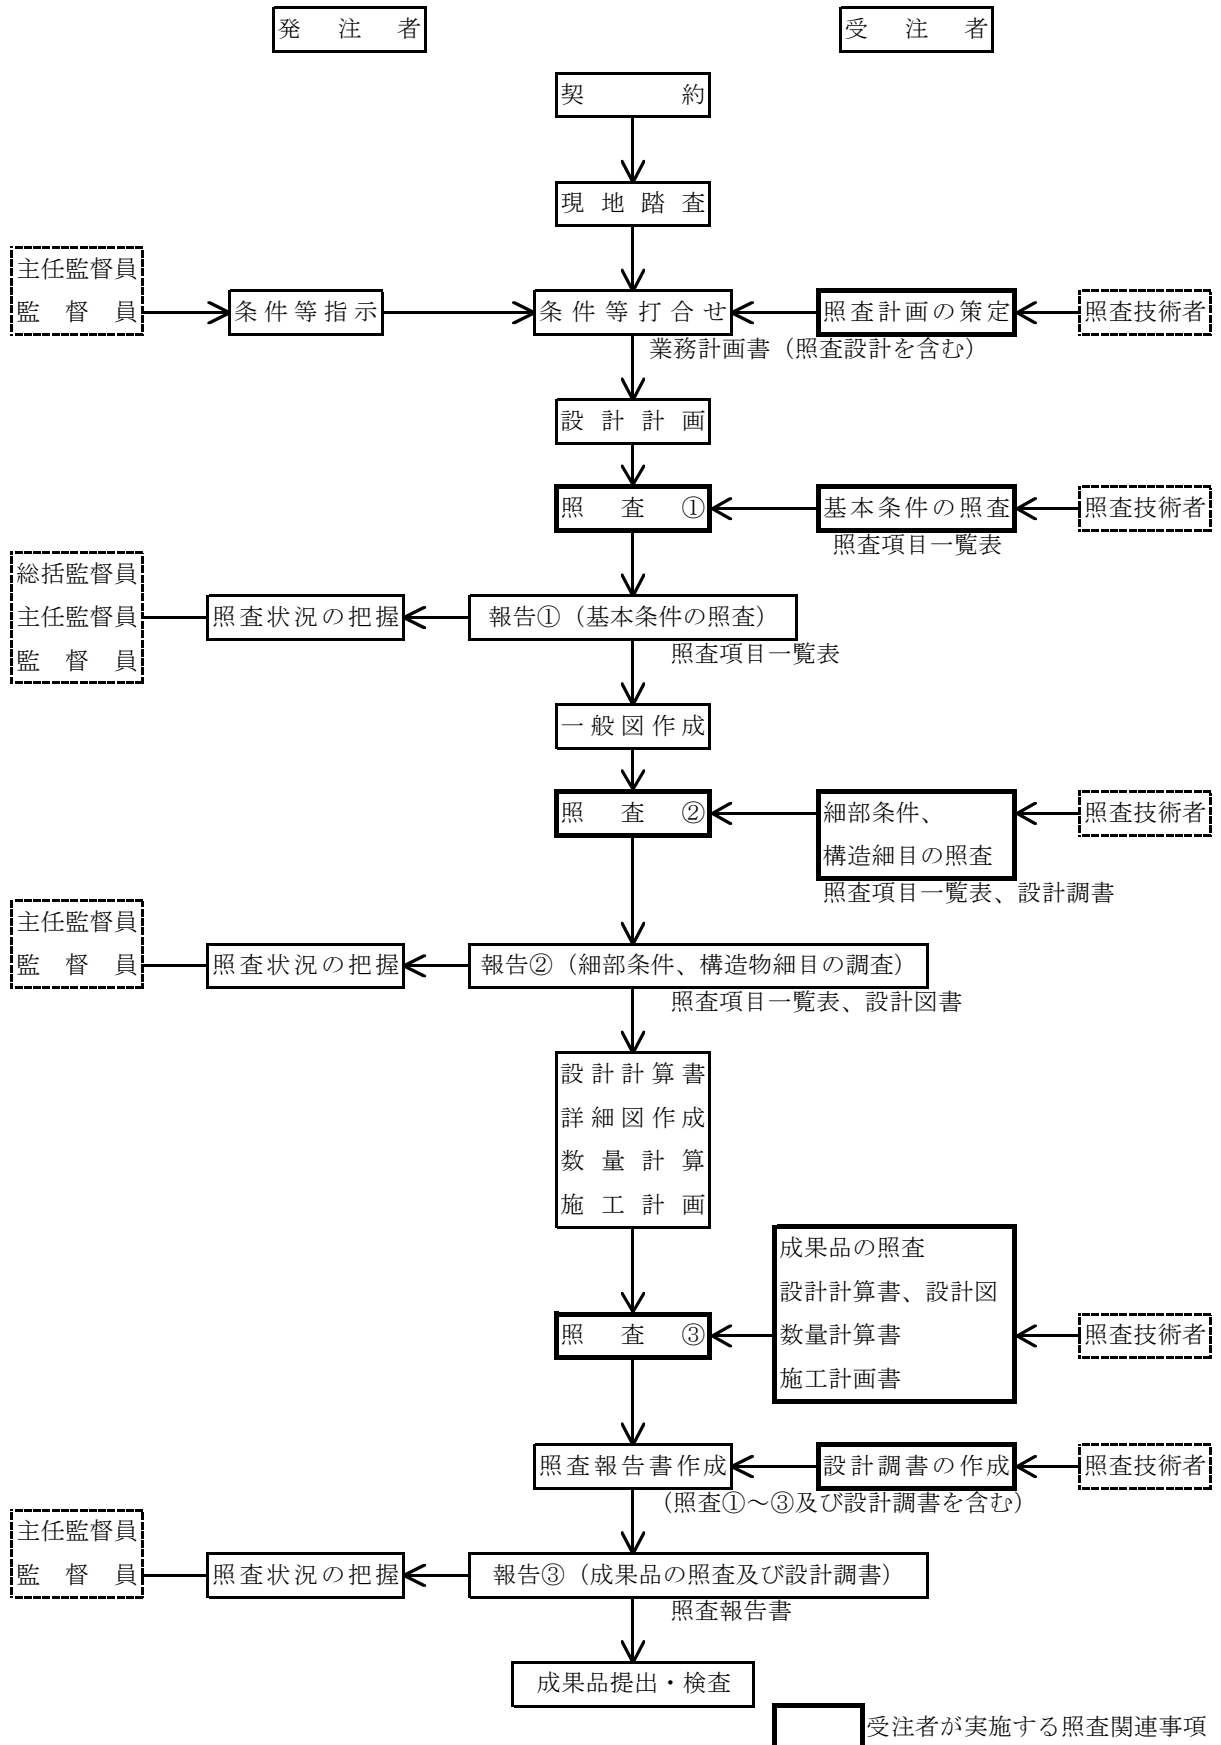 発注者
受注者
契約
現地踏査
主任監督員
監督員
条件等指示
条件等打合せ
照査計画の策定
照査技術者
業務計画書（照査設計を含む）
設計計画
照査①
基本条件の照査
照査技術者
照査項目一覧表
総括監督員
主任監督員
監督員
照査状況の把握
報告①（基本条件の照査）
照査項目一覧表
一般図作成
照査②
細部条件、
構造細目の照査
照査技術者
照査項目一覧表、設計調書
主任監督員
監督員
照査状況の把握
報告②（細部条件、構造物細目の調査）
照査項目一覧表、設計図書
設計計算書
詳細図作成
数量計算
施工計画
照査③
成果品の照査
設計計算書、設計図
数量計算書
施工計画書
照査技術者
照査報告書作成
設計調書の作成
照査技術者
（照査①～③及び設計調書を含む）
主任監督員
監督員
照査状況の把握
報告③（成果品の照査及び設計調書）
照査報告書
成果品提出・検査
受注者が実施する照査関連事項